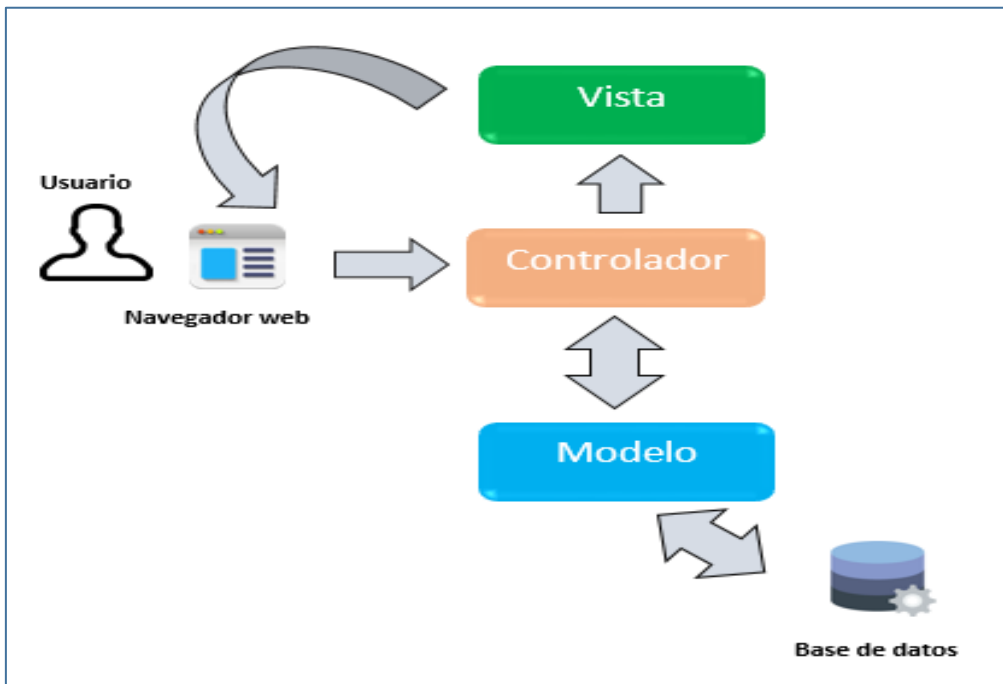 Vista
Usuario
Controlador
Navegador web
Modelo
Base de datos